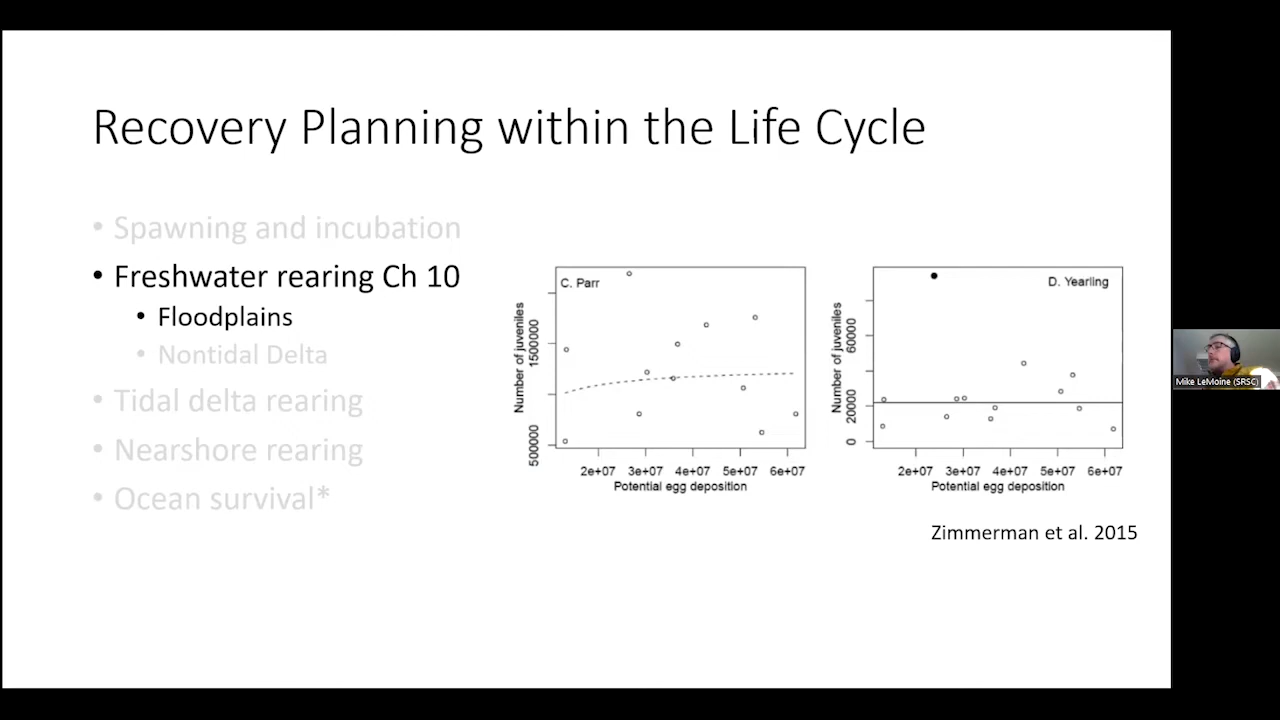 Recovery Planning within the Life Cycle
• Spawning and incubation
• Freshwater rearing Ch 10
• Floodplains
• Nontidal Delta
• Tidal delta rearing
• Nearshore rearing
• Ocean survival*
C. Parr
Number of juveniles
500000 1500000
2e+07 3e+07 4e+07 5e+07 6e+07
Potential egg deposition
D. Yearling
Number of juveniles
0 20000 60000
2e+07 3e+07 4e+07 5e+07 6e+07
Potential egg deposition
Zimmerman et al. 2015
Mike LeMoine (SRSC)